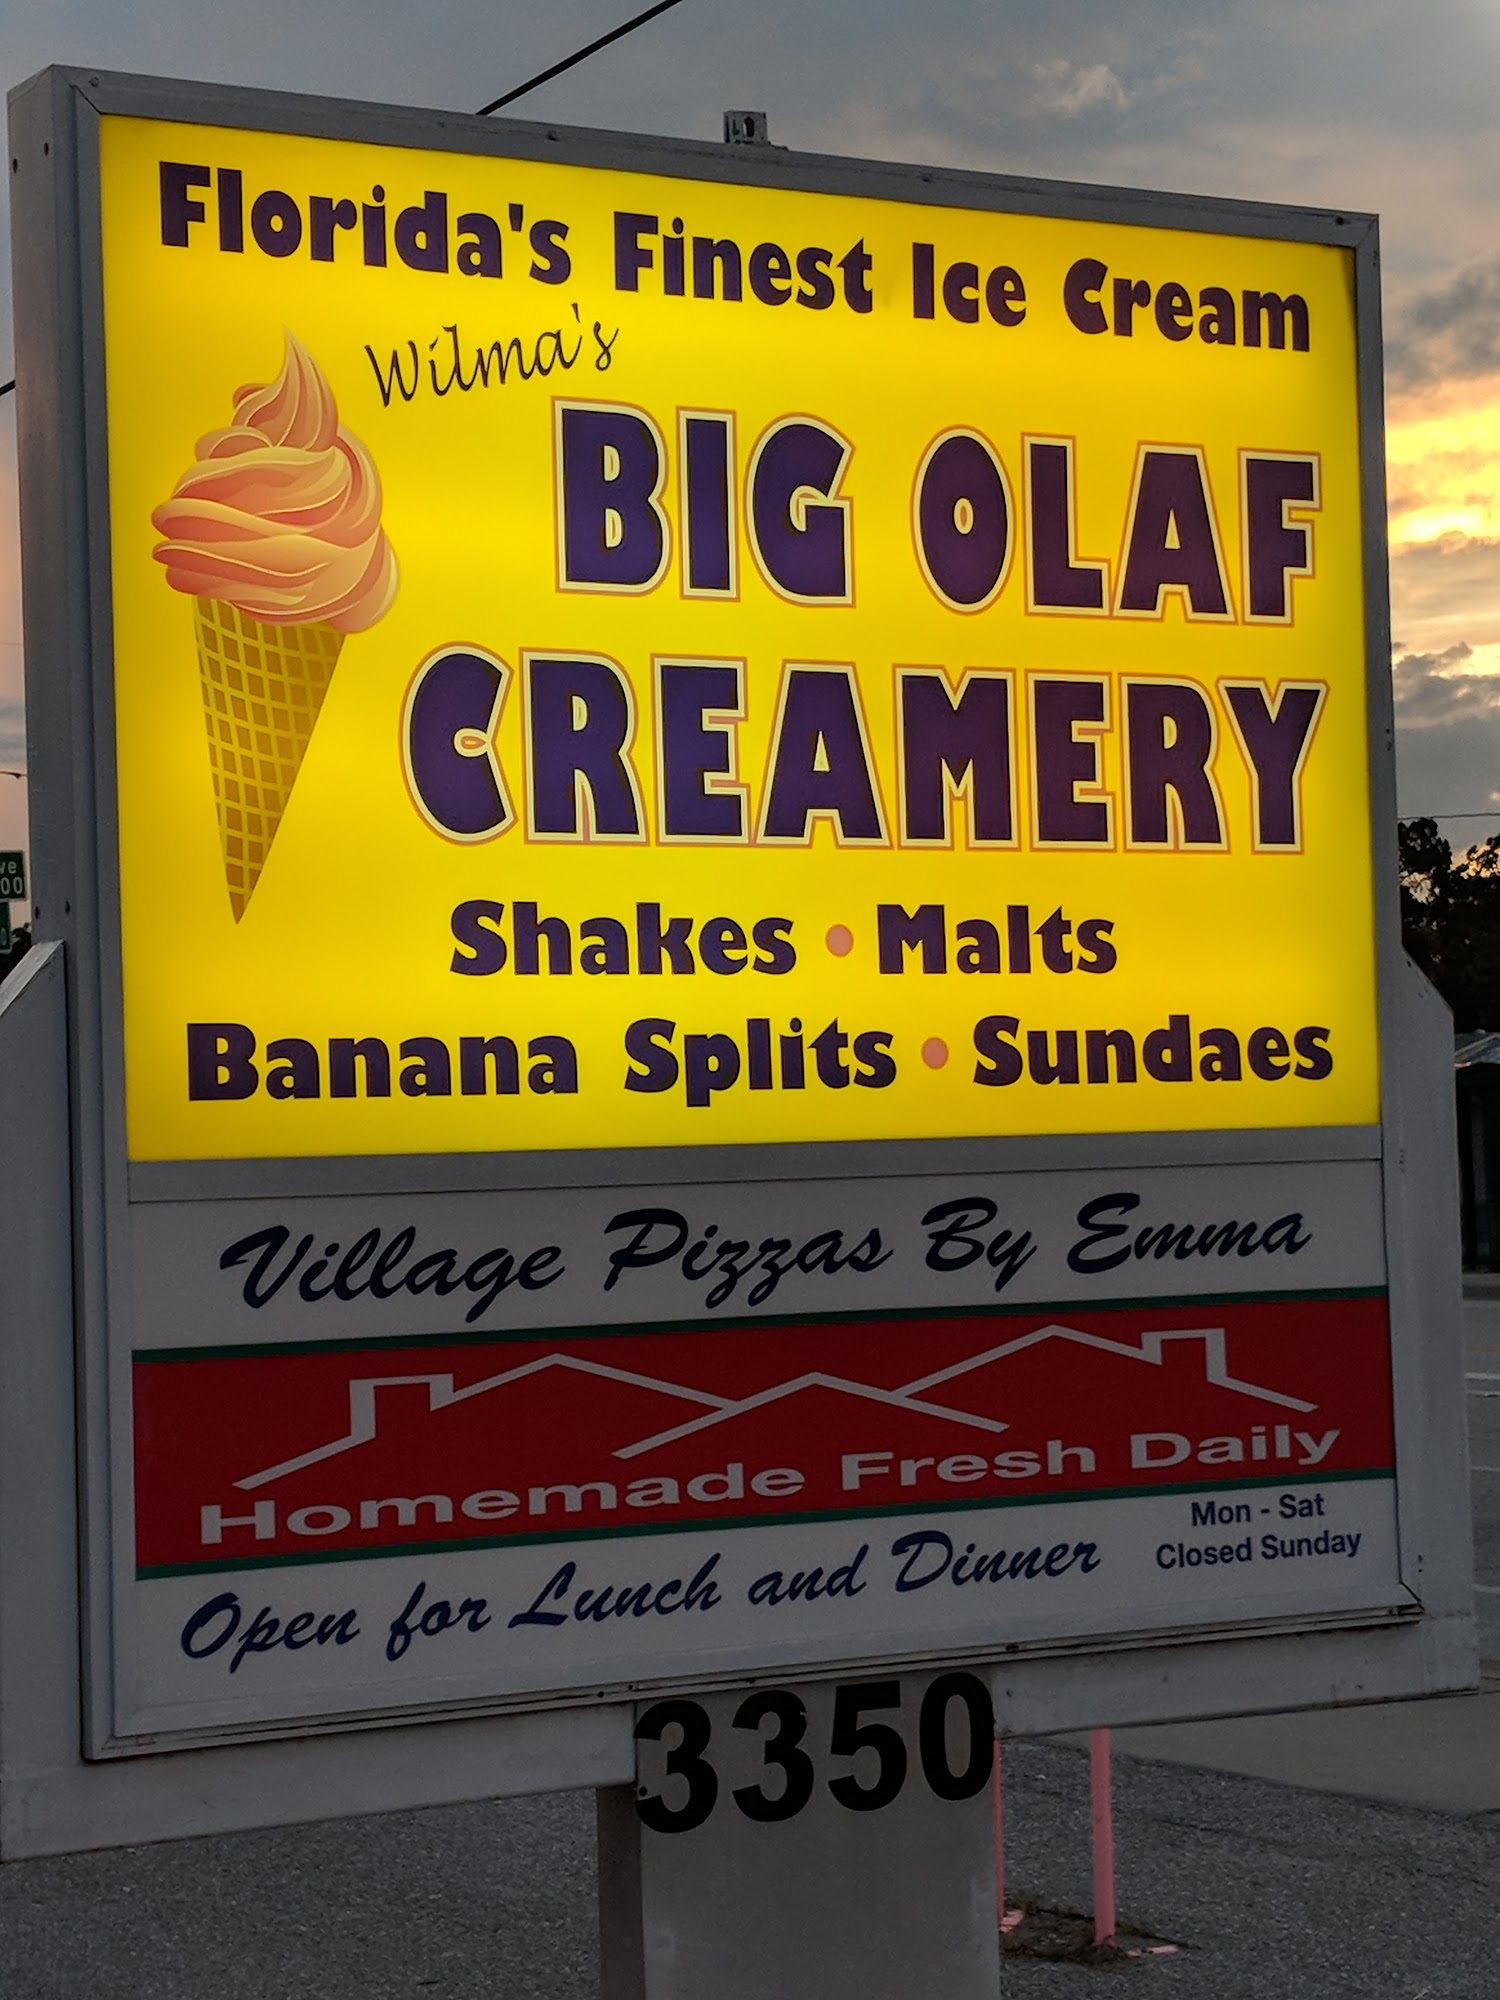 Florida's Finest Ice Cream
Wilma's
BIG OLAF
CREAMERY
Shakes • Malts
Banana Splits • Sundaes
Village Pizzas By Emma
Homemade Fresh Daily
Mon - Sat
Closed Sunday
Open for Lunch and Dinner
3350